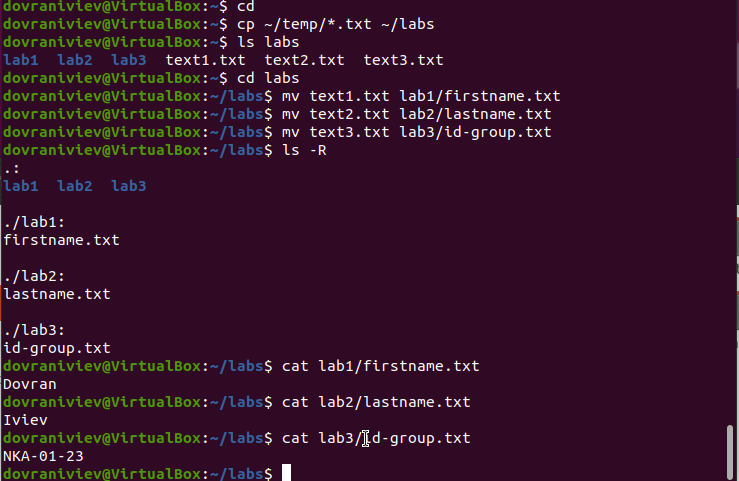 dovraniviev@VirtualBox:~$ cd
dovraniviev@VirtualBox:~$ cp ~/temp/*.txt ~/labs
dovraniviev@VirtualBox:~$ ls labs
lab1  lab2  lab3  text1.txt  text2.txt  text3.txt
dovraniviev@VirtualBox:~$ cd labs
dovraniviev@VirtualBox:~/labs$ mv text1.txt lab1/firstname.txt
dovraniviev@VirtualBox:~/labs$ mv text2.txt lab2/lastname.txt
dovraniviev@VirtualBox:~/labs$ mv text3.txt lab3/id-group.txt
dovraniviev@VirtualBox:~/labs$ ls -R
.:
lab1  lab2  lab3
./lab1:
firstname.txt
./lab2:
lastname.txt
./lab3:
id-group.txt
dovraniviev@VirtualBox:~/labs$ cat lab1/firstname.txt
Dovran
dovraniviev@VirtualBox:~/labs$ cat lab2/lastname.txt
Iviev
dovraniviev@VirtualBox:~/labs$ cat lab3/id-group.txt
NKA-01-23
dovraniviev@VirtualBox:~/labs$